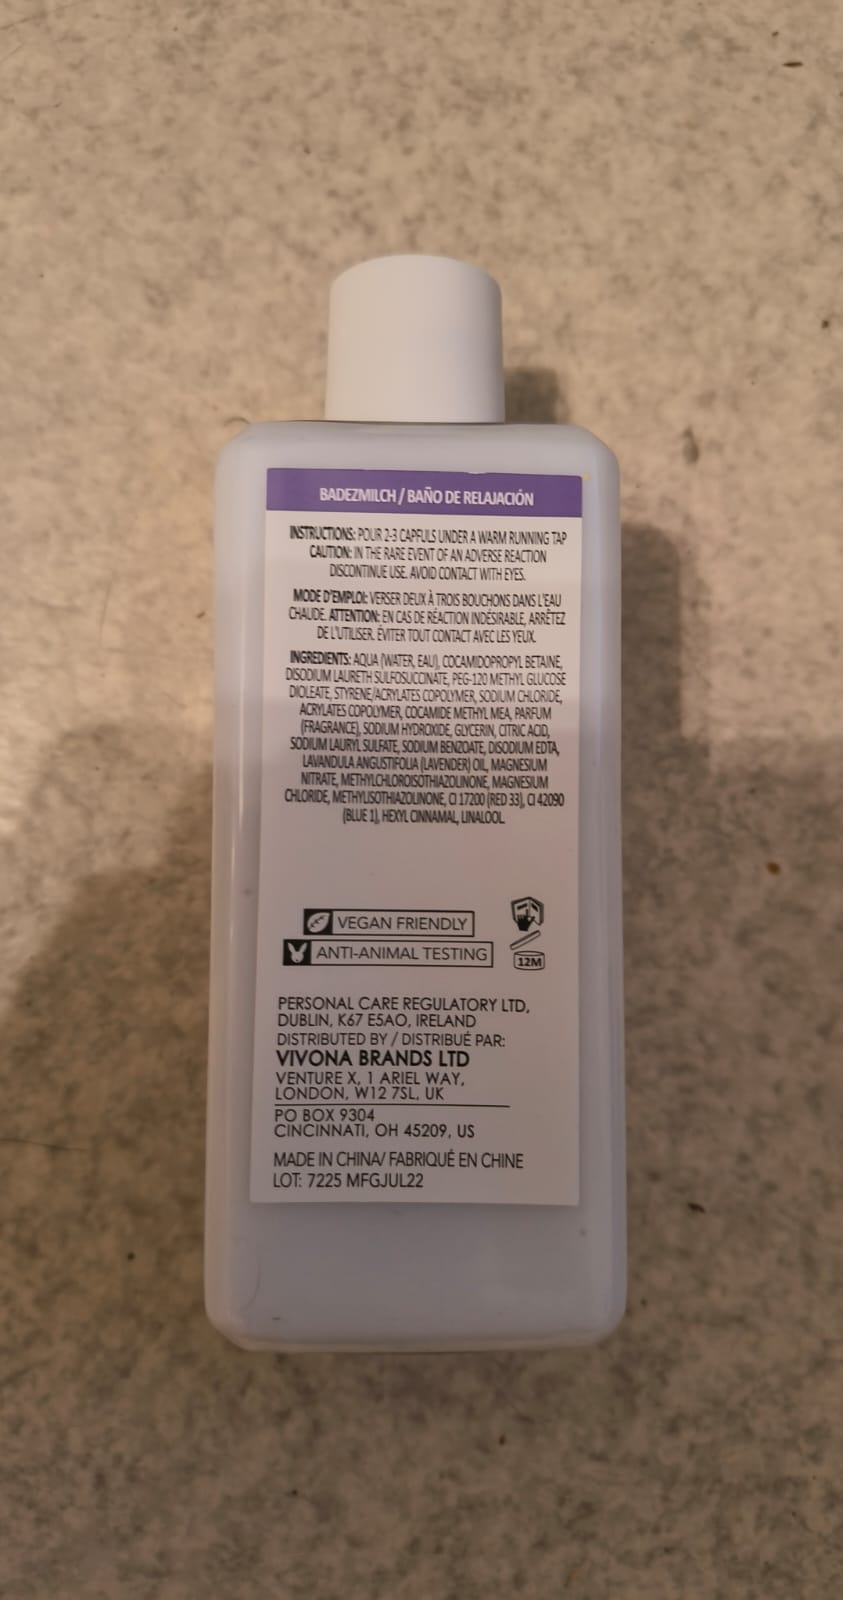 BADEZMILCH / BAÑO DE RELAJACIÓN
INSTRUCTIONS: POUR 2-3 CAPFULS UNDER A WARM RUNNING TAP
CAUTION: IN THE RARE EVENT OF AN ADVERSE REACTION
DISCONTINUE USE. AVOID CONTACT WITH EYES.
MODE D'EMPLOI: VERSER DEUX À TROIS BOUCHONS DANS L'EAU
CHAUDE. ATTENTION: EN CAS DE RÉACTION INDÉSIRABLE, ARRÊTEZ
DE L'UTILISER. ÉVITER TOUT CONTACT AVEC LES YEUX.
INGREDIENTS: AQUA (WATER, EAU), COCAMIDOPROPYL BETAINE,
DISODIUM LAURETH SULFOSUCCINATE, PEG-120 METHYL GLUCOSE
DIOLEATE, STYRENE/ACRYLATES COPOLYMER, SODIUM CHLORIDE,
ACRYLATES COPOLYMER, COCAMIDE METHYL MEA, PARFUM
(FRAGRANCE), SODIUM HYDROXIDE, GLYCERIN, CITRIC ACID,
SODIUM LAURYL SULFATE, SODIUM BENZOATE, DISODIUM EDTA,
LAVANDULA ANGUSTIFOLIA (LAVENDER) OIL, MAGNESIUM
NITRATE, METHYLCHLOROISOTHIAZOLINONE, MAGNESIUM
CHLORIDE, METHYLISOTHIAZOLINONE, CI 17200 (RED 33), CI 42090
(BLUE 1), HEXYL CINNAMAL, LINALOOL.
VEGAN FRIENDLY
ANTI-ANIMAL TESTING
12M
PERSONAL CARE REGULATORY LTD,
DUBLIN, K67 E5AO, IRELAND
DISTRIBUTED BY / DISTRIBUÉ PAR:
VIVONA BRANDS LTD
VENTURE X, 1 ARIEL WAY,
LONDON, W12 7SL, UK
PO BOX 9304
CINCINNATI, OH 45209, US
MADE IN CHINA/ FABRIQUÉ EN CHINE
LOT: 7225 MFGJUL22